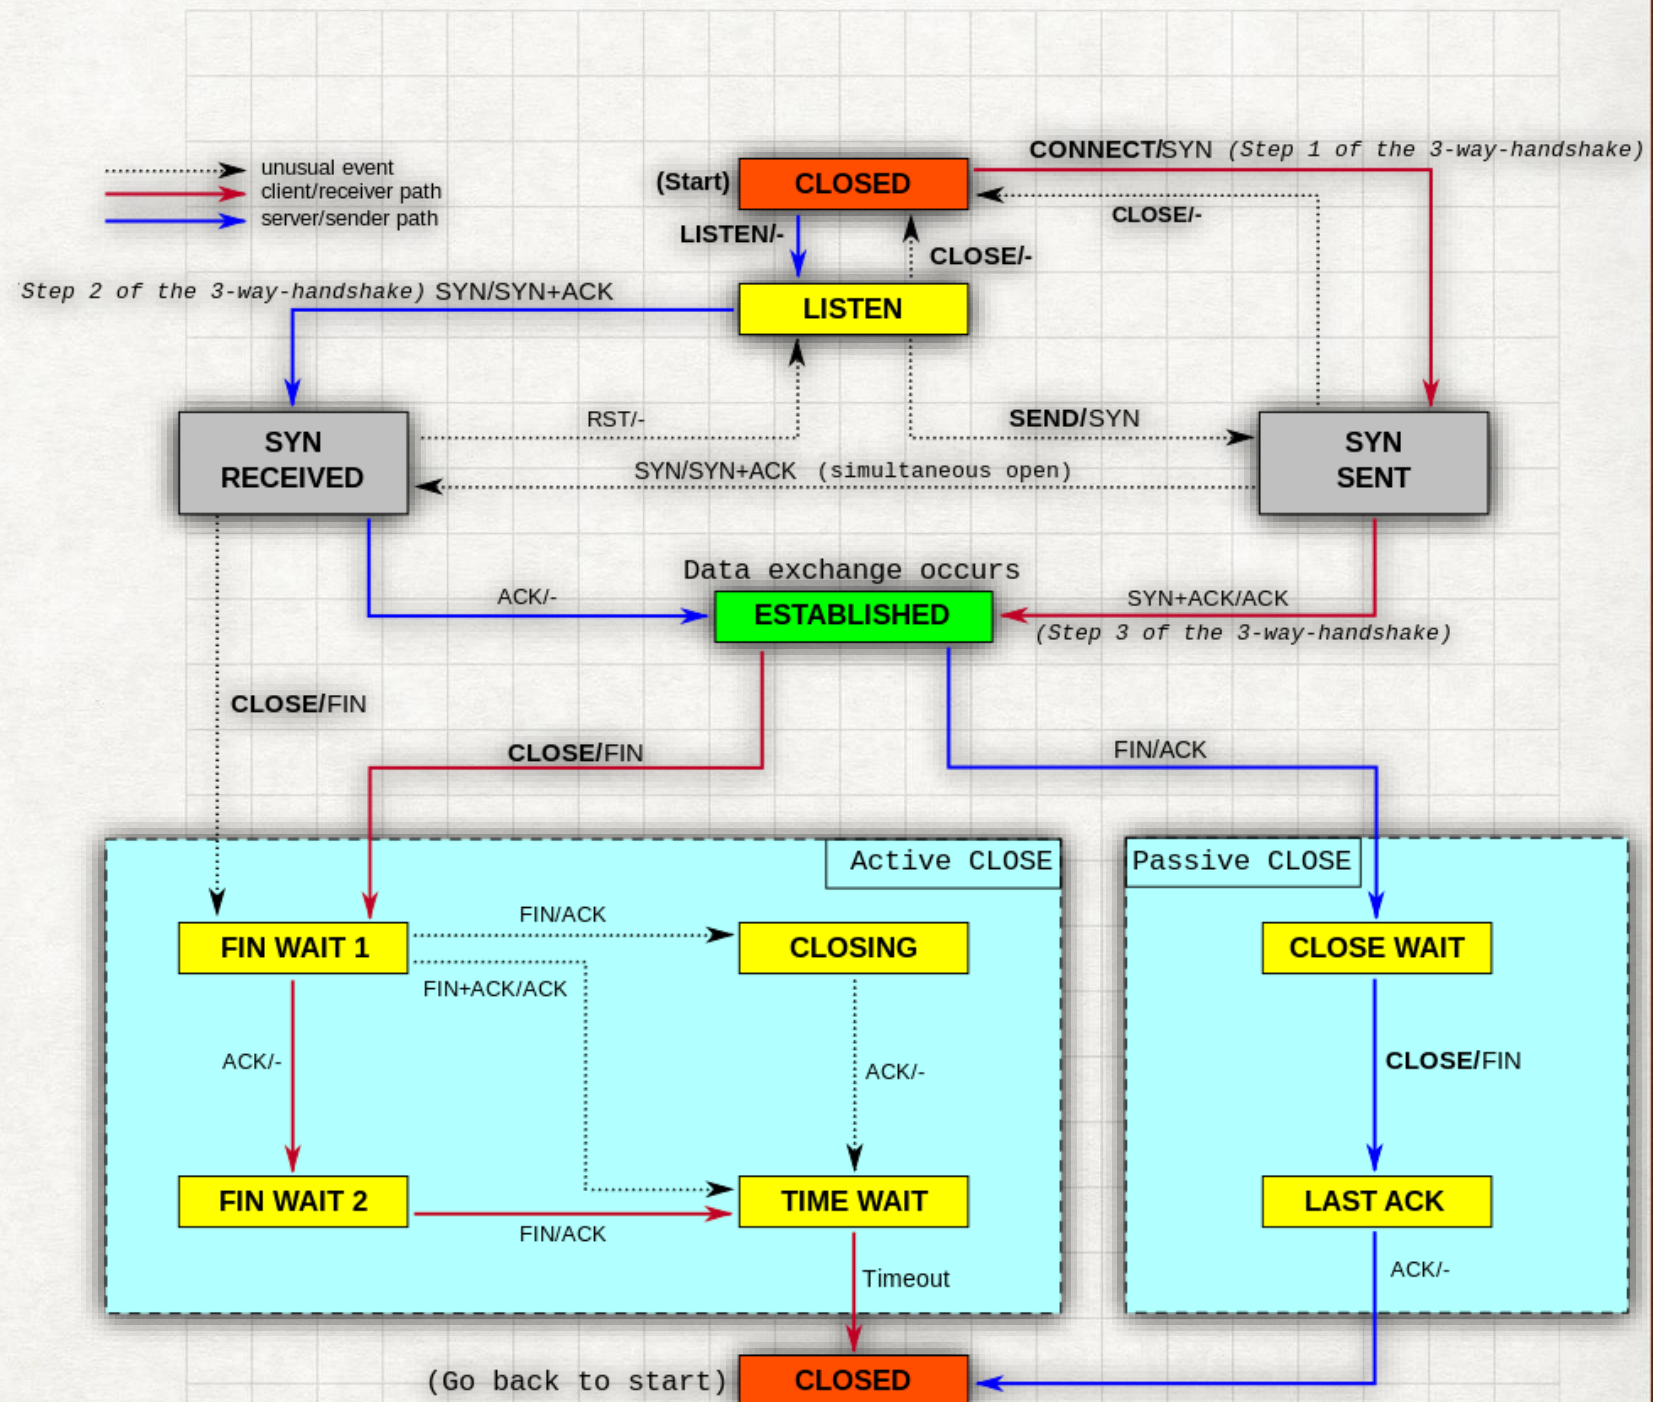 CONNECT/SYN (Step 1 of the 3-way-handshake)
unusual event
(Start)
CLOSED
client/receiver path
CLOSE/-
server/sender path
LISTEN/-
CLOSE/-
Step 2 of the 3-way-handshake) SYN/SYN+ACK
LISTEN
RST/-
SEND/SYN
SYN
RECEIVED
SYN
SENT
SYN/SYN+ACK (simultaneous open)
Data exchange occurs
ACK/-
ESTABLISHED
SYN+ACK/ACK
(Step 3 of the 3-way-handshake)
CLOSE/FIN
CLOSE/FIN
FIN/ACK
Active CLOSE
Passive CLOSE
FIN WAIT 1
FIN/ACK
CLOSING
CLOSE WAIT
FIN+ACK/ACK
ACK/-
ACK/-
CLOSE/FIN
FIN WAIT 2
TIME WAIT
LAST ACK
FIN/ACK
Timeout
ACK/-
(Go back to start)
CLOSED